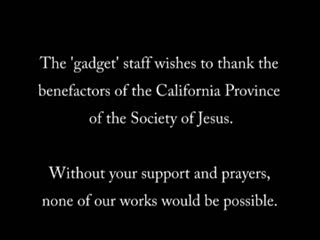 The 'gadget' staff wishes to thank the
benefactors of the California Province
of the Society of Jesus.
Without your support and prayers,
none of our works would be possible.